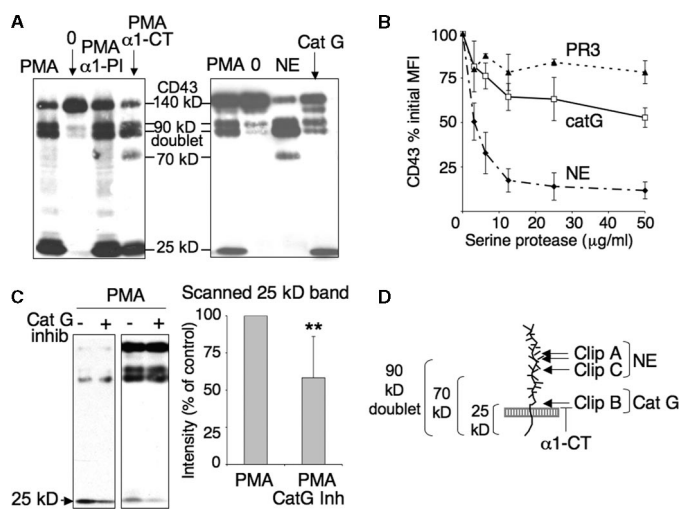 A
PMA
0
PMA
α1-PI
PMA
α1-CT
CD43
140 kD
90 kD
doublet
70 kD
25 kD
PMA 0 NE
Cat G
B
CD43 % initial MFI
100
75
50
25
0 10 20 30 40 50
Serine protease (μg/ml)
PR3
catG
NE
C
PMA
Cat G
inhib
- + - +
25 kD
Scanned 25 kD band
Intensity (% of control)
100
75
50
25
0
**
PMA
PMA
CatG Inh
D
90
kD
doublet
70
kD
25
kD
Clip A
Clip C
NE
Clip B
Cat G
α1-CT